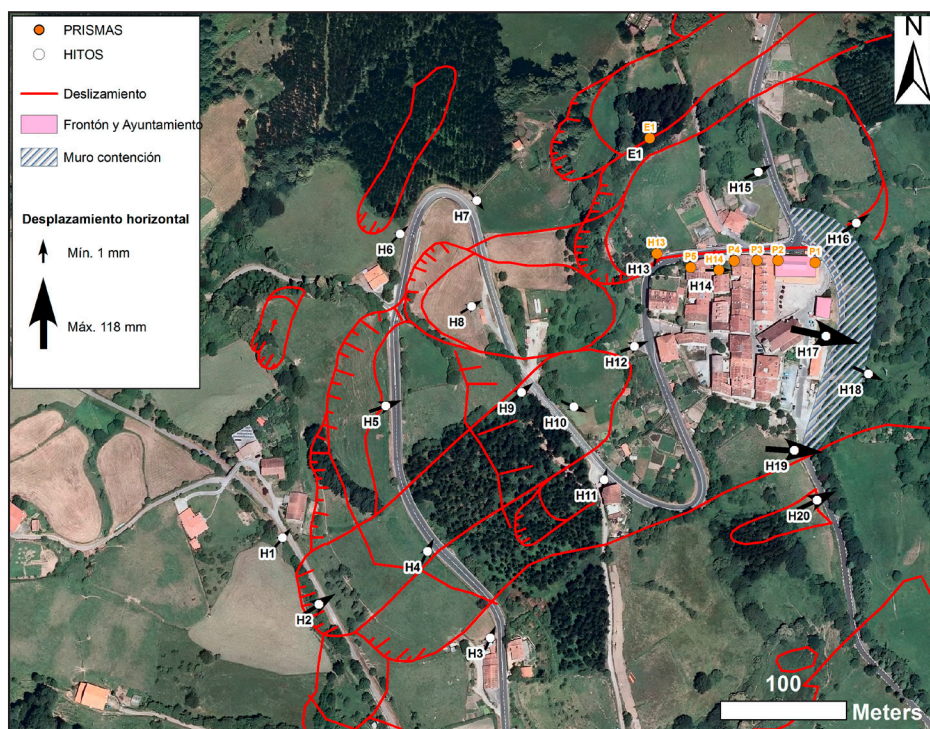 PRISMAS
HITOS
Deslizamiento
Frontón y Ayuntamiento
Muro contención
Desplazamiento horizontal
Mín. 1 mm
Máx. 118 mm
N
E1
E1
H15
H7
H16
H6
H13
P4
P3
P2
P1
H13
P5
H14
H14
H8
H12
H17
H18
H5
H9
H10
H19
H11
H20
H1
H4
H2
H3
100
Meters